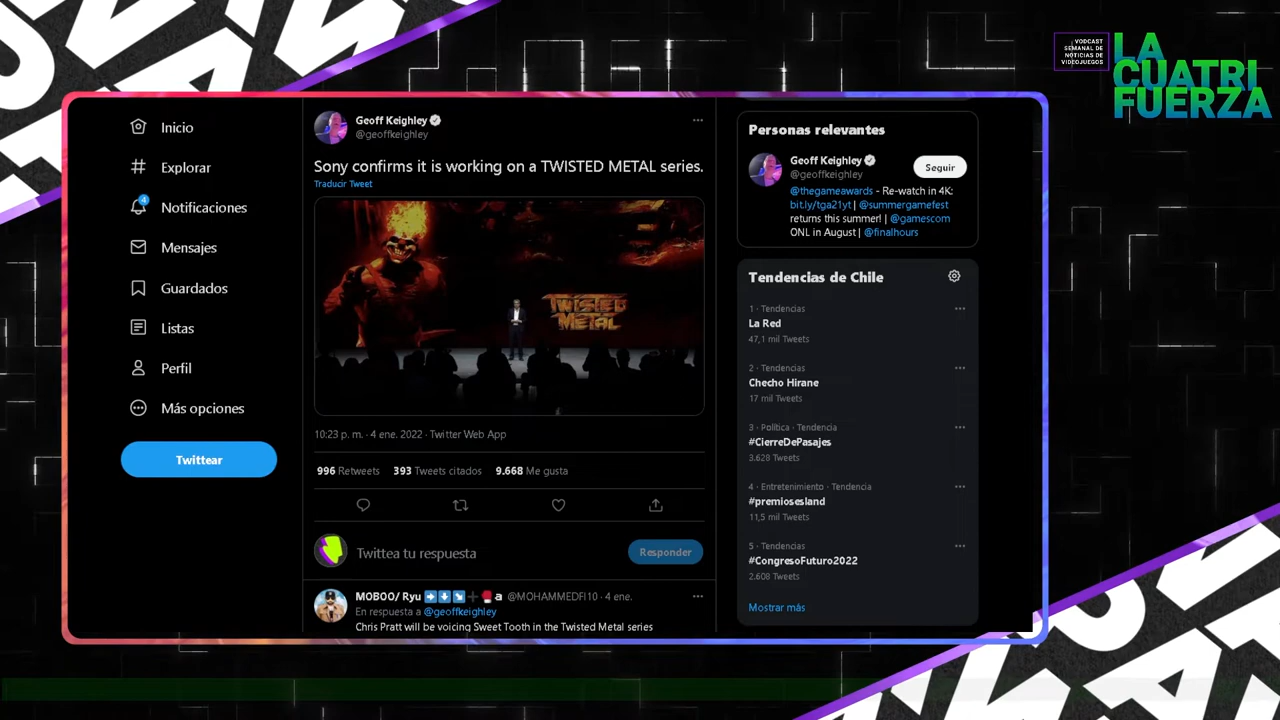 VODCAST
SEMANAL DE
NOTICIAS DE
VIDEOJUEGOS
LA
CUATRI
FUERZA
Inicio
Explorar
4
Notificaciones
Mensajes
Guardados
Listas
Perfil
Más opciones
Twittear
Geoff Keighley
@geoffkeighley
Sony confirms it is working on a TWISTED METAL series.
Traducir Tweet
TWISTED
METAL
10:23 p. m. · 4 ene. 2022 · Twitter Web App
996 Retweets 393 Tweets citados 9.668 Me gusta
Twittea tu respuesta
Responder
MOBOO/ Ryu ➡️⬇️↘️➕🥊a @MOHAMMEDFI10 · 4 ene.
En respuesta a @geoffkeighley
Chris Pratt will be voicing Sweet Tooth in the Twisted Metal series
Personas relevantes
Geoff Keighley
@geoffkeighley
Seguir
@thegameawards - Re-watch in 4K:
bit.ly/tga21yt | @summergamefest
returns this summer! | @gamescom
ONL in August | @finalhours
Tendencias de Chile
1 · Tendencias
La Red
47,1 mil Tweets
2 · Tendencias
Checho Hirane
17 mil Tweets
3 · Política · Tendencia
#CierreDePasajes
3.628 Tweets
4 · Entretenimiento · Tendencia
#premiosesland
11,5 mil Tweets
5 · Tendencias
#CongresoFuturo2022
2.608 Tweets
Mostrar más